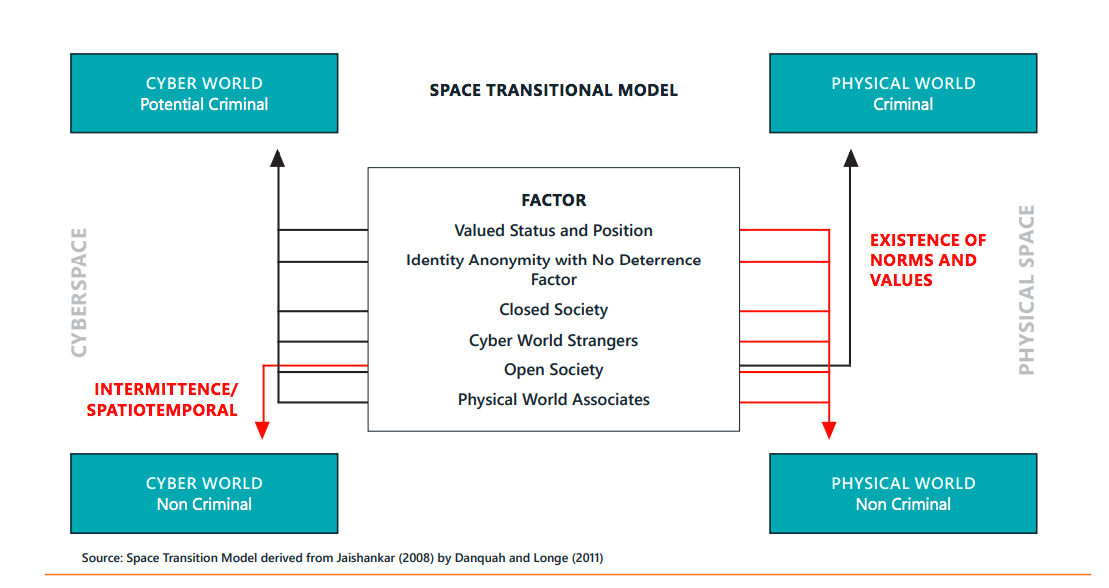 CYBER WORLD
Potential Criminal
SPACE TRANSITIONAL MODEL
PHYSICAL WORLD
Criminal
FACTOR
Valued Status and Position
Identity Anonymity with No Deterrence
Factor
Closed Society
Cyber World Strangers
Open Society
Physical World Associates
CYBERSPACE
INTERMITTENCE/
SPATIOTEMPORAL
EXISTENCE OF
NORMS AND
VALUES
PHYSICAL SPACE
CYBER WORLD
Non Criminal
PHYSICAL WORLD
Non Criminal
Source: Space Transition Model derived from Jaishankar (2008) by Danquah and Longe (2011)